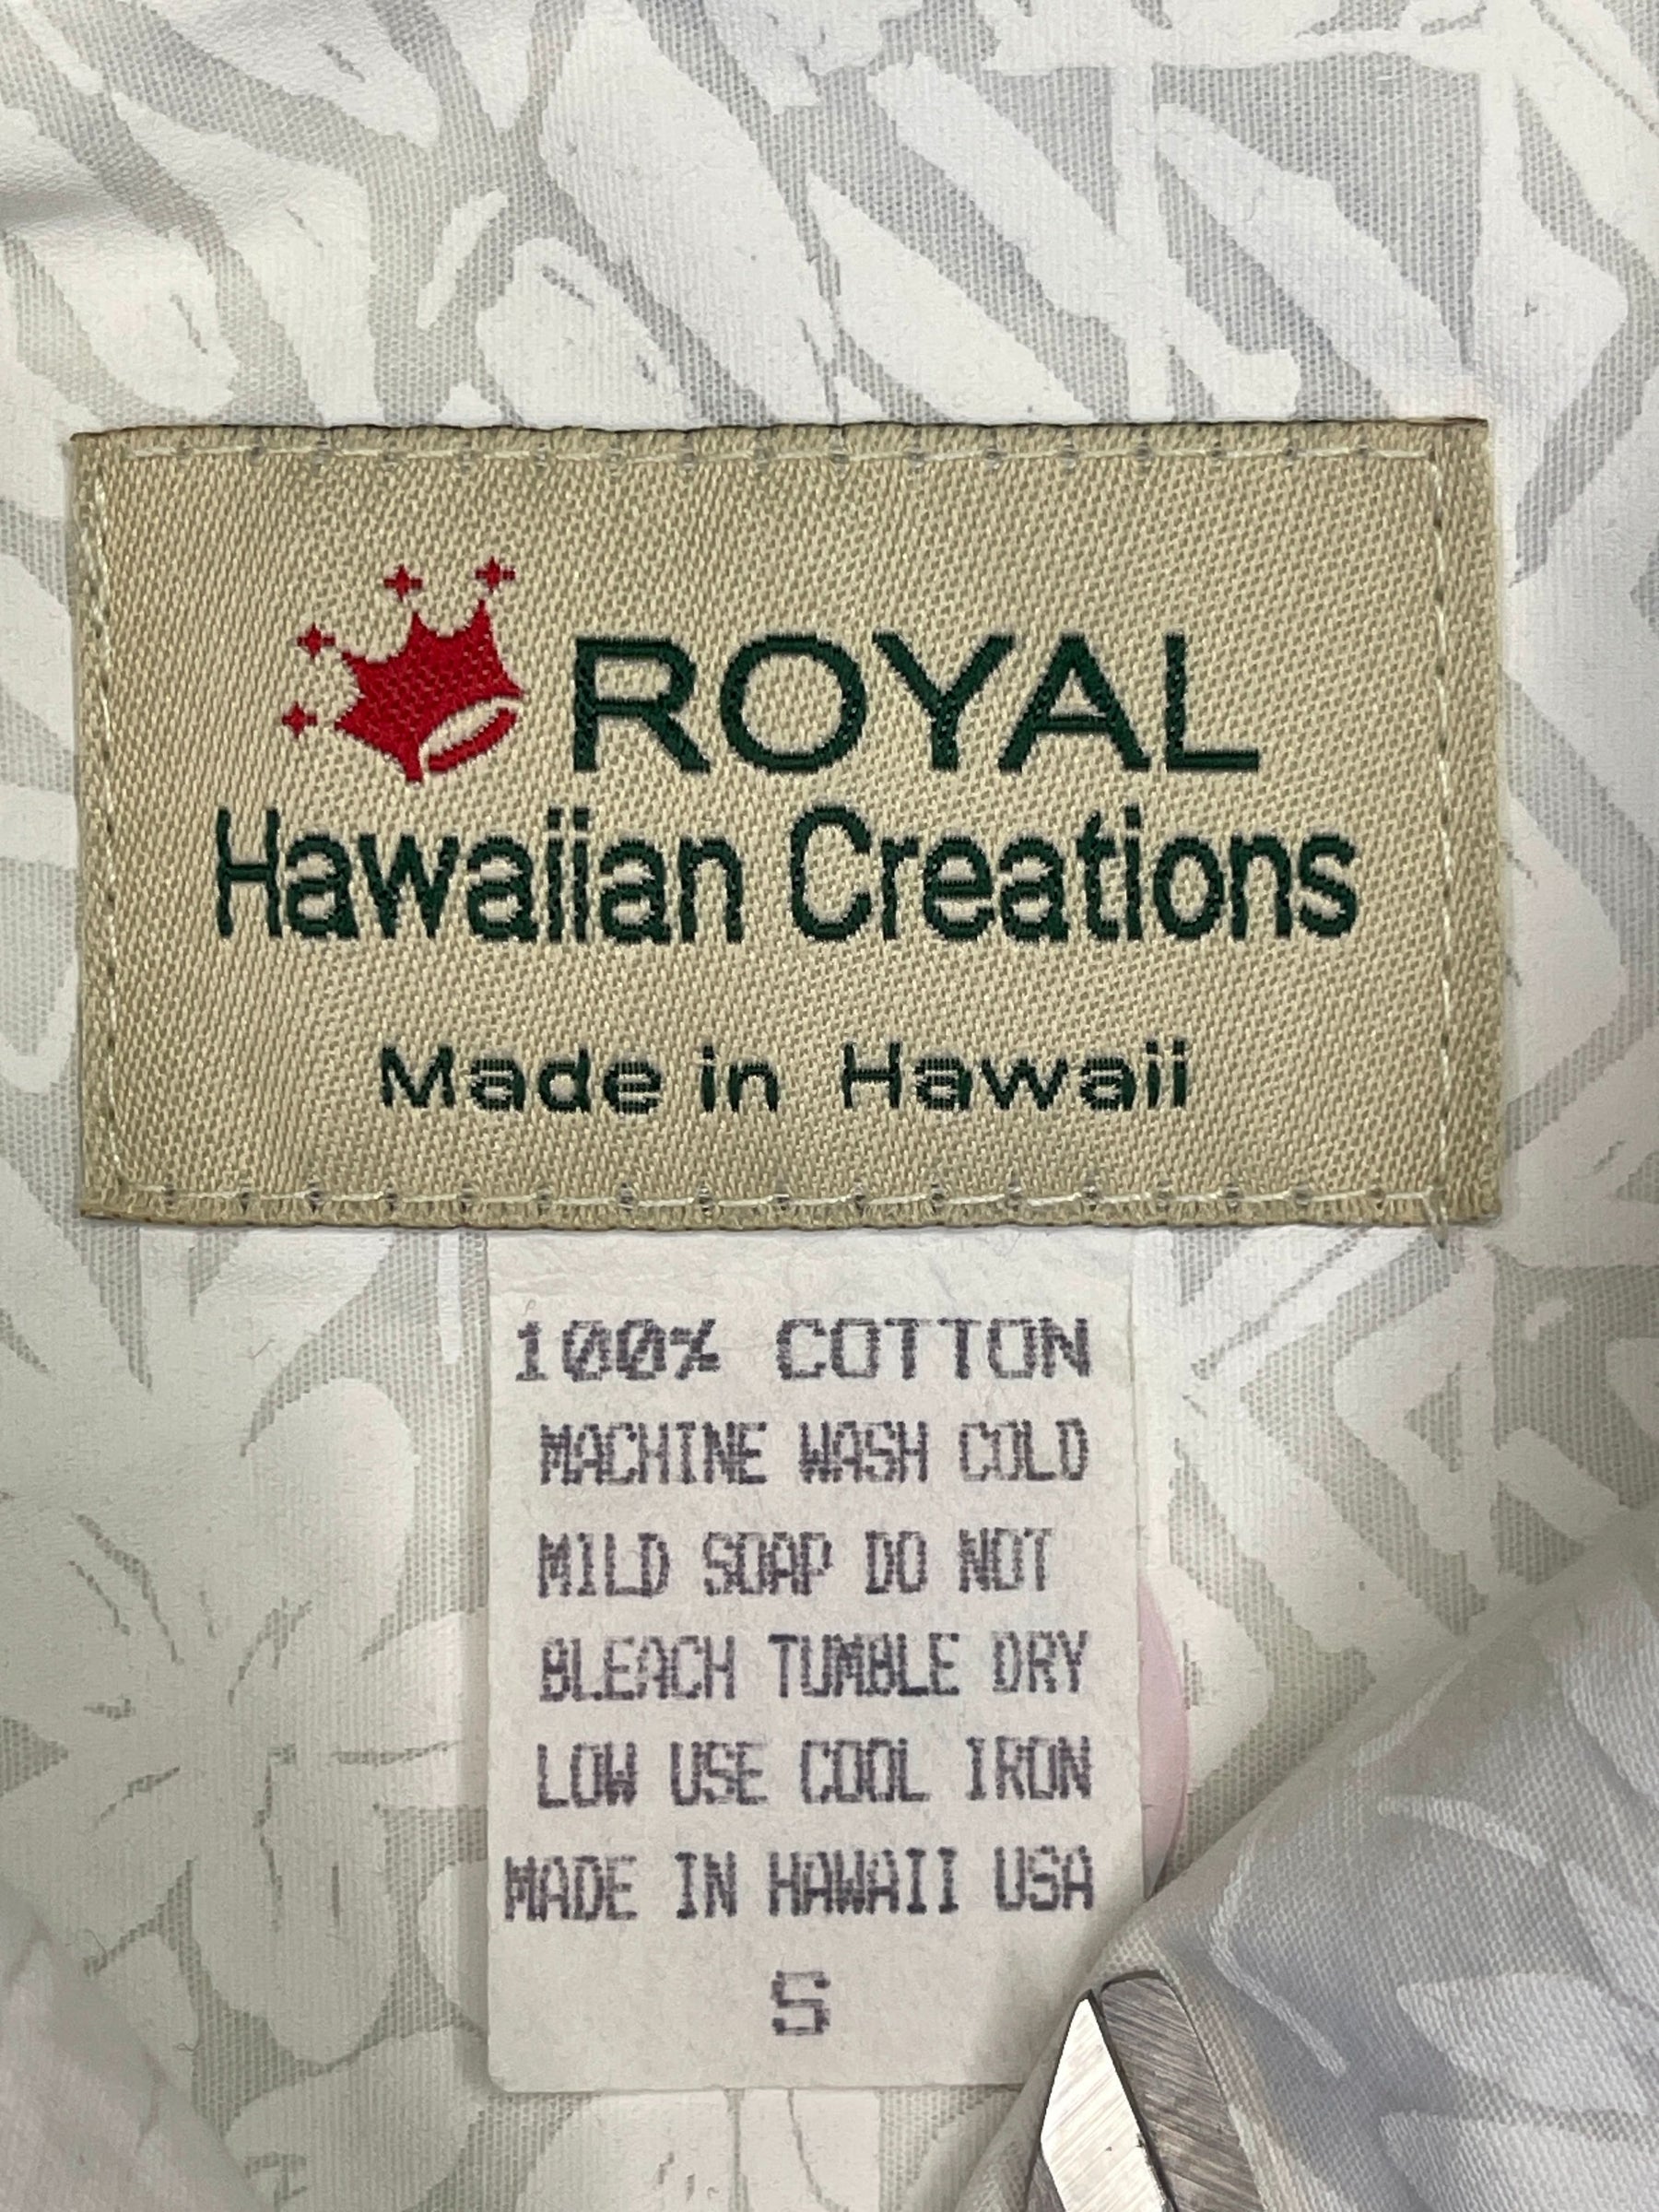 ROYAL
Hawaiian Creations
Made in Hawaii
100% COTTON
MACHINE WASH COLD
MILD SOAP DO NOT
BLEACH TUMBLE DRY
LOW USE COOL IRON
MADE IN HAWAII USA
S